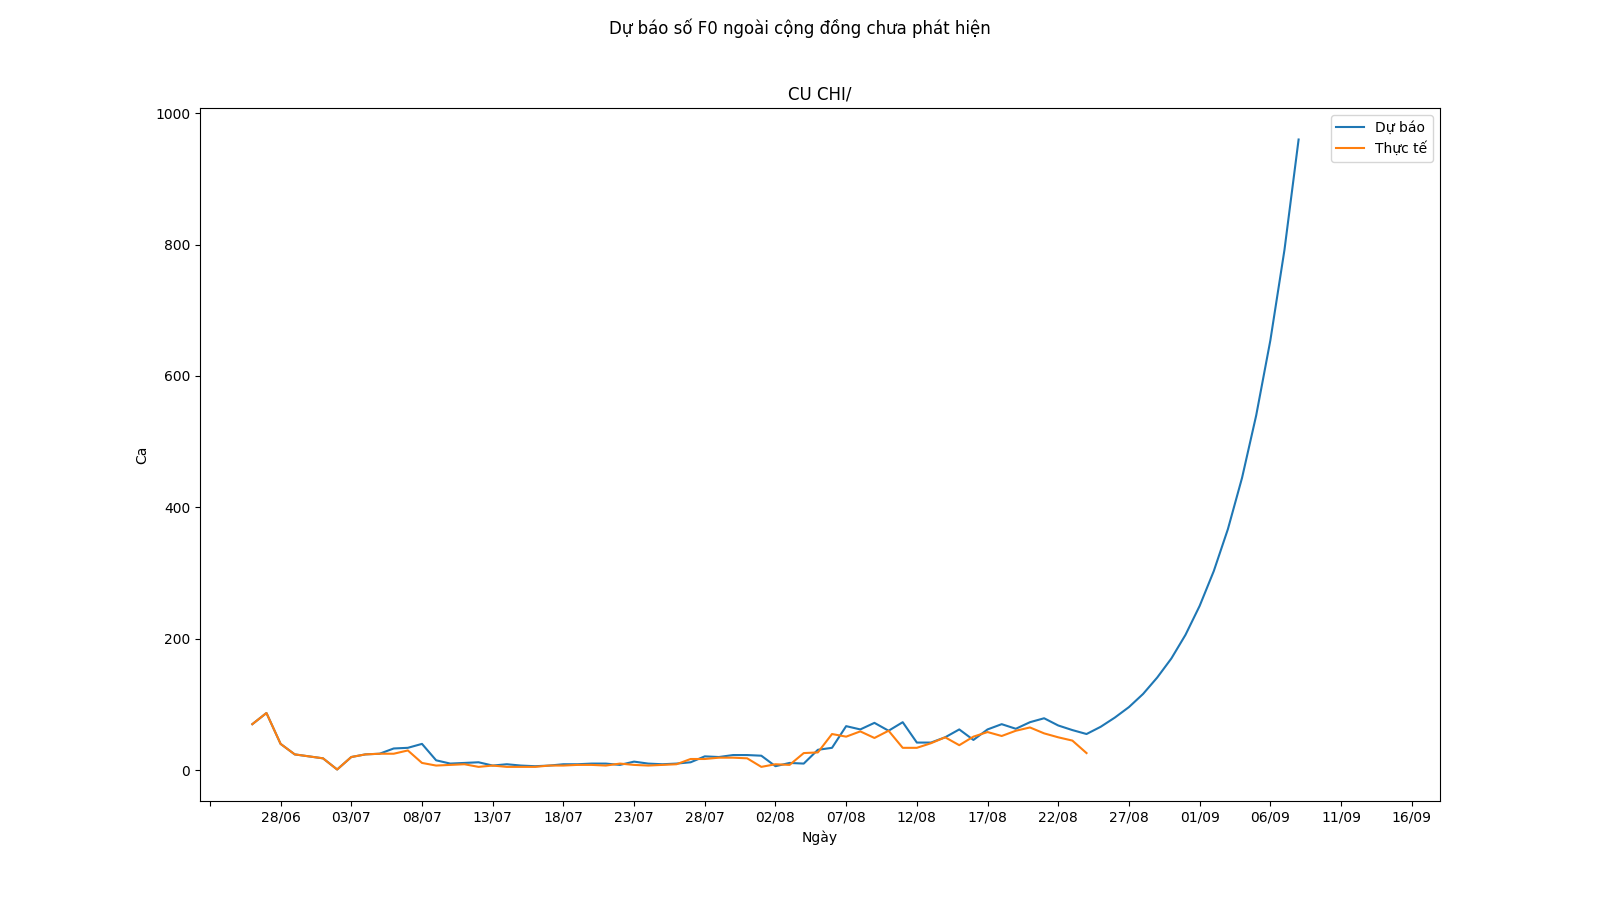 Dự báo số F0 ngoài cộng đồng chưa phát hiện
CU CHI/
1000
800
600
400
200
0
Ca
Dự báo
Thực tế
28/06 03/07 08/07 13/07 18/07 23/07 28/07 02/08 07/08 12/08 17/08 22/08 27/08 01/09 06/09 11/09 16/09
Ngày